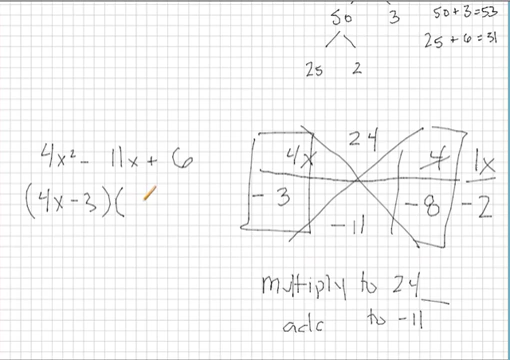 50 3 50+3=53
25 2 25+6=31
4x² - 11x + 6
(4x-3)(
24
4x 4 1x
-3 -8 -2
-11
multiply to 24
add to -11